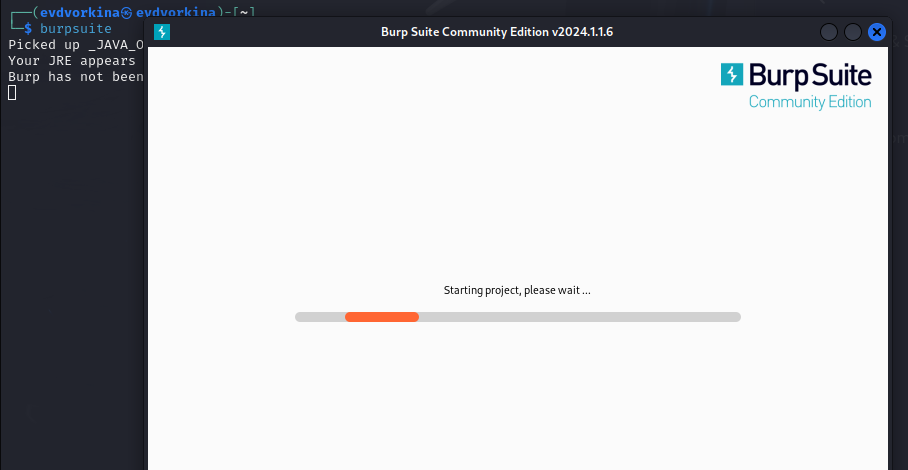 ┌──(evdvorkina㉿evdvorkina)-[~]
└─$ burpsuite
Picked up _JAVA_O
Your JRE appears
Burp has not been
Burp Suite Community Edition v2024.1.1.6
Burp Suite
Community Edition
Starting project, please wait ...